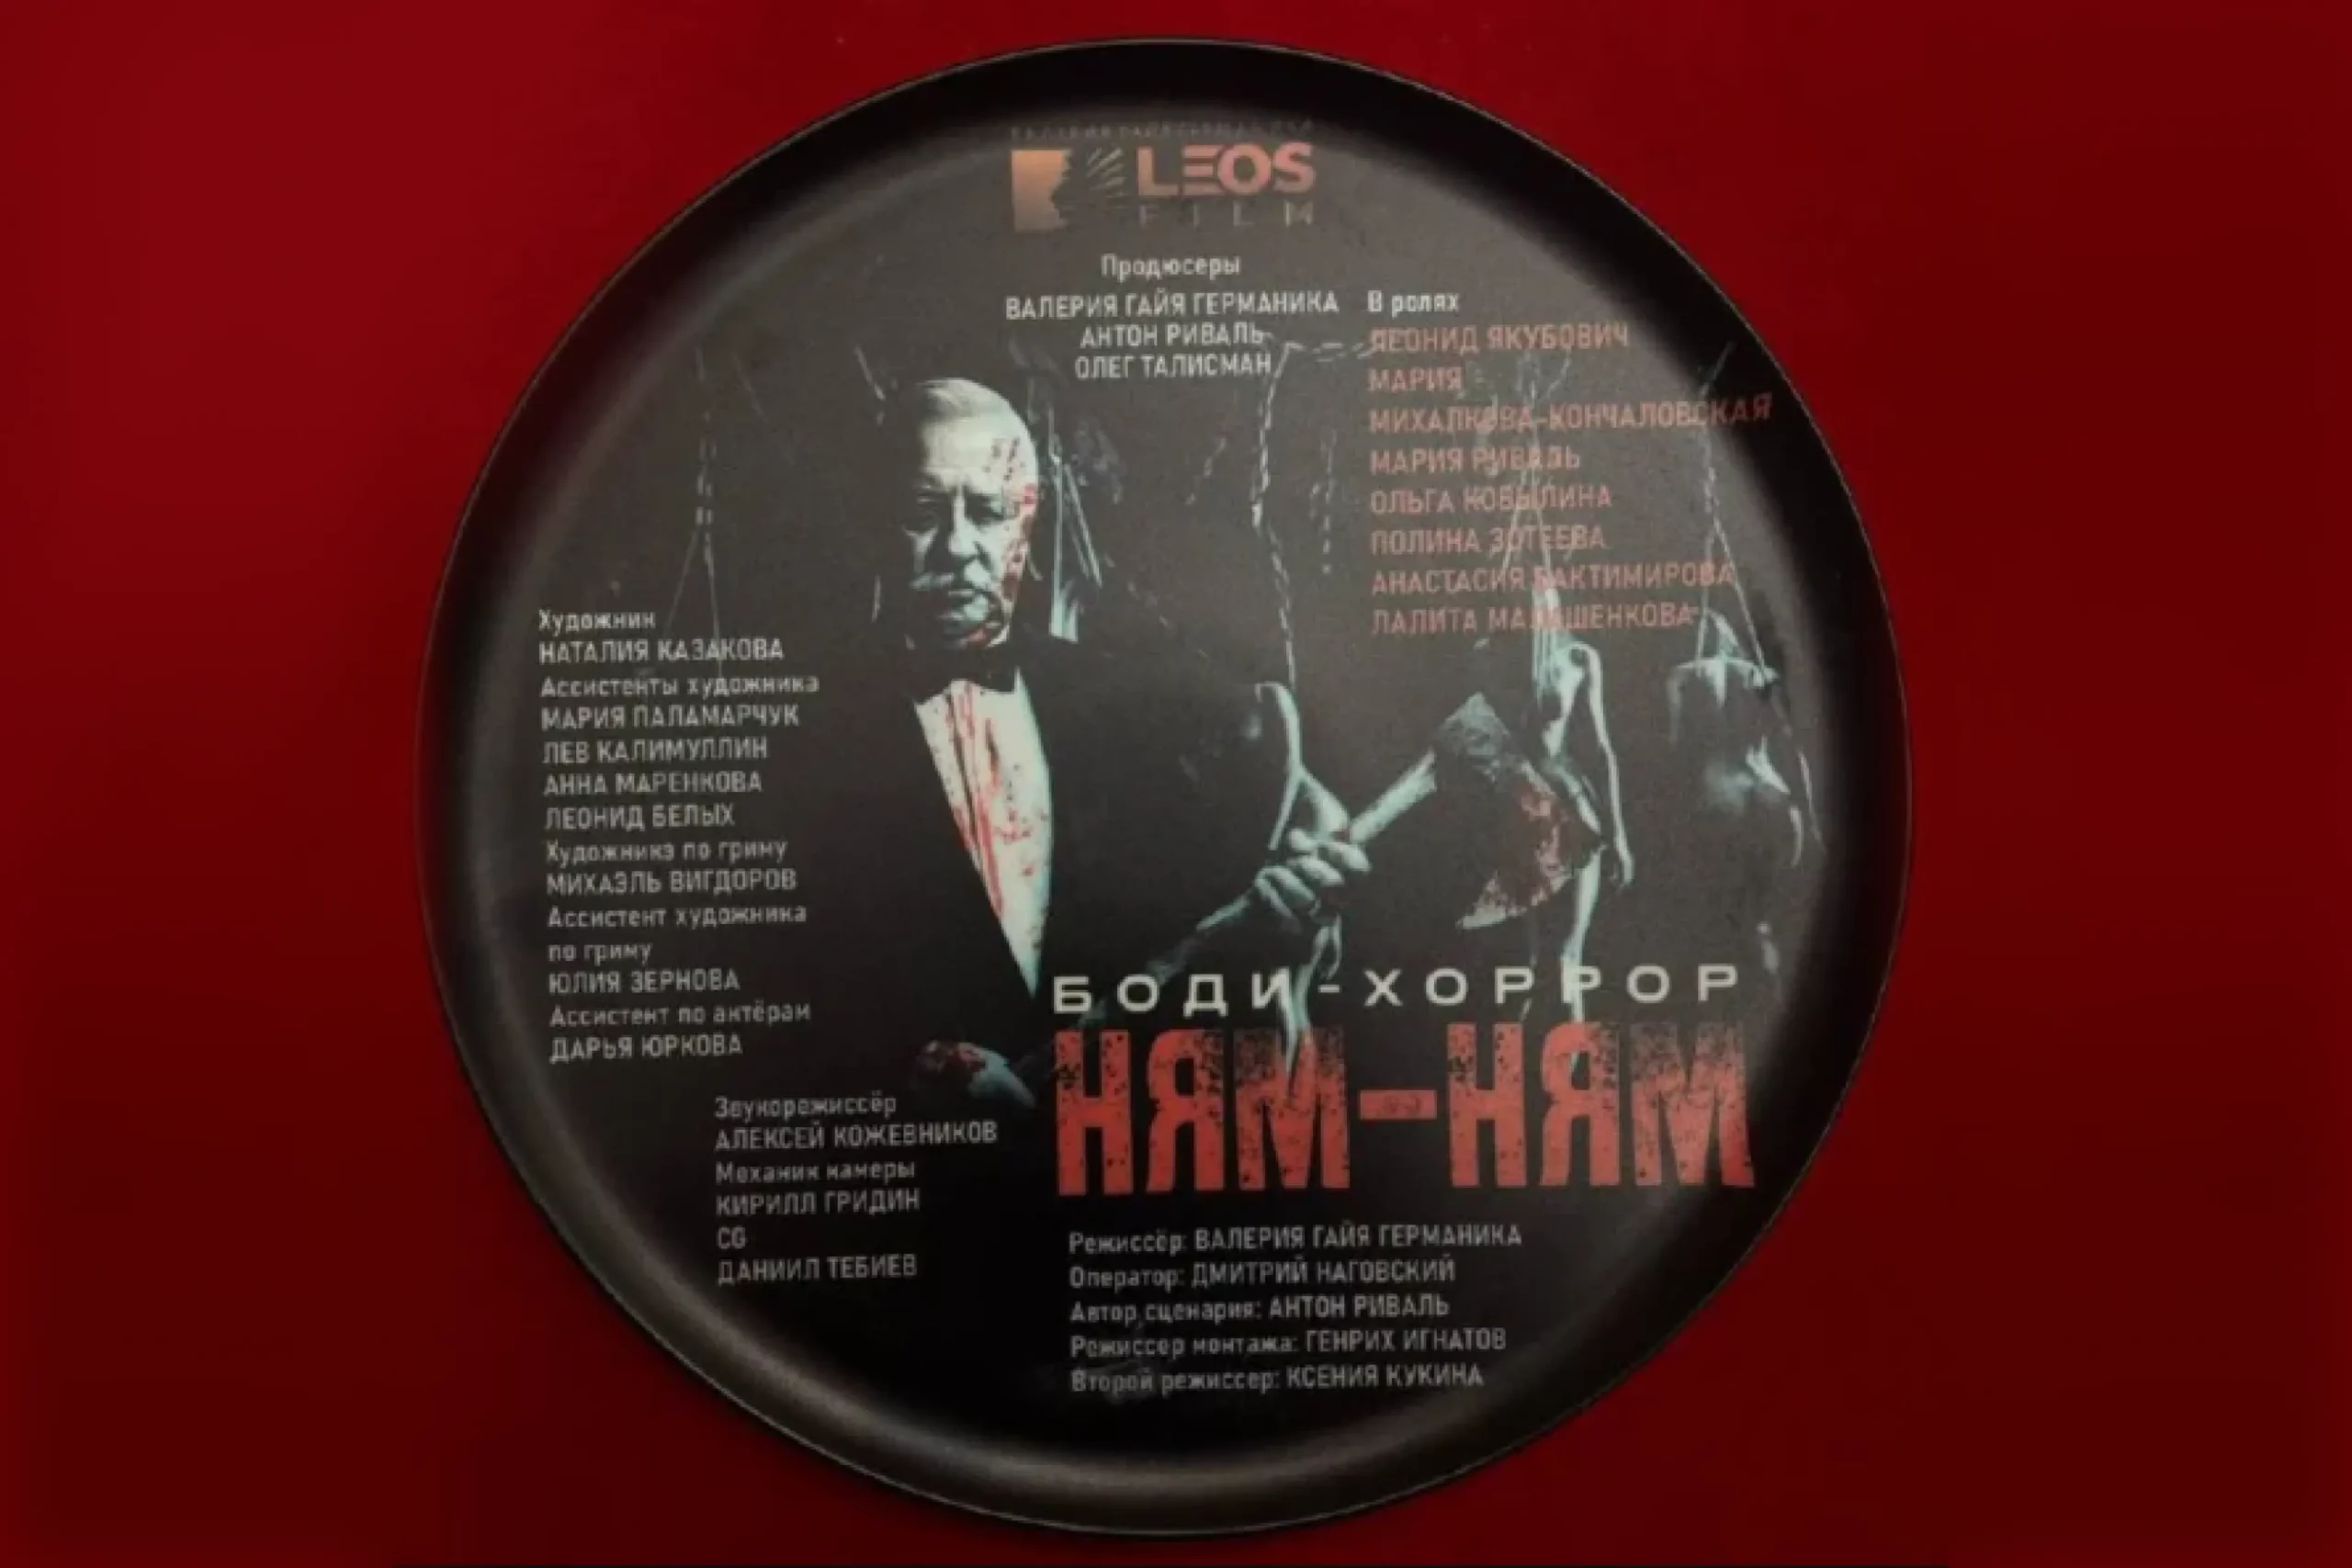 LEOS
FILM
Продюсеры
ВАЛЕРИЯ ГАЙЯ ГЕРМАНИКА
АНТОН РИВАЛЬ
ОЛЕГ ТАЛИСМАН
В ролях
ЛЕОНИД ЯКУБОВИЧ
МАРИЯ
МИХАЛКОВА-КОНЧАЛОВСКАЯ
МАРИЯ РИВАЛЬ
ОЛЬГА КОВЫЛИНА
ПОЛИНА ЗОТЕЕВА
АНАСТАСИЯ БАКТИМИРОВА
ЛАЛИТА МАЛАШЕНКОВА
Художник
НАТАЛИЯ КАЗАКОВА
Ассистенты художника
МАРИЯ ПАЛАМАРЧУК
ЛЕВ КАЛИМУЛЛИН
АННА МАРЕНКОВА
ЛЕОНИД БЕЛЫХ
Художника по гриму
МИХАЭЛЬ ВИГДОРОВ
Ассистент художника
по гриму
ЮЛИЯ ЗЕРНОВА
Ассистент по актёрам
ДАРЬЯ ЮРКОВА
Звукорежиссёр
АЛЕКСЕЙ КОЖЕВНИКОВ
Механик камеры
КИРИЛЛ ГРИДИН
CG
ДАНИИЛ ТЕБИЕВ
БОДИ-ХОРРОР
НЯМ-НЯМ
Режиссёр: ВАЛЕРИЯ ГАЙЯ ГЕРМАНИКА
Оператор: ДМИТРИЙ НАГОВСКИЙ
Автор сценария: АНТОН РИВАЛЬ
Режиссер монтажа: ГЕНРИХ ИГНАТОВ
Второй режиссер: КСЕНИЯ КУКИНА